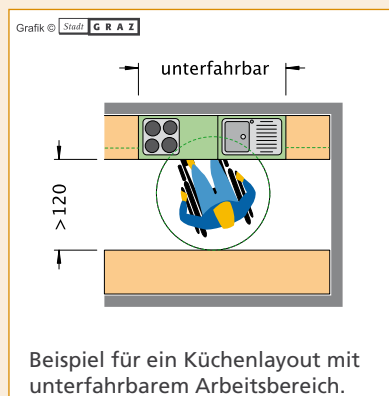 Grafik © Stadt GRAZ
unterfahrbar
>120
Beispiel für ein Küchenlayout mit
unterfahrbarem Arbeitsbereich.